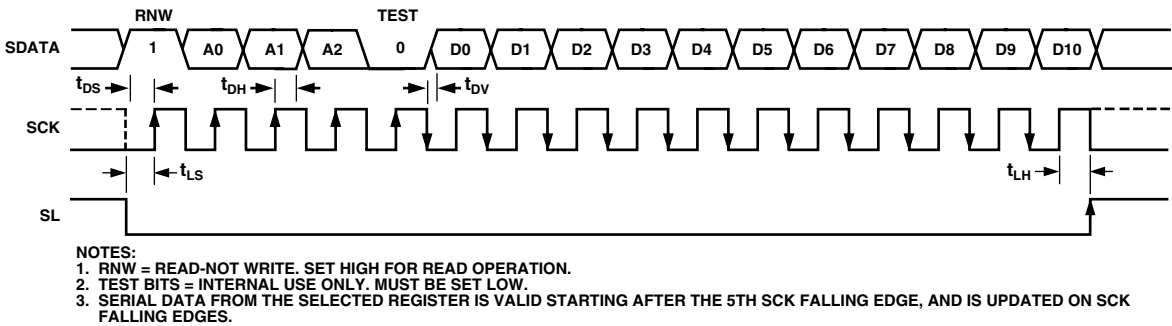 RNW TEST
SDATA 1 A0 A1 A2 0 D0 D1 D2 D3 D4 D5 D6 D7 D8 D9 D10
tDS tDH tDV
SCK
tLS tLH
SL
NOTES:
1. RNW = READ-NOT WRITE. SET HIGH FOR READ OPERATION.
2. TEST BITS = INTERNAL USE ONLY. MUST BE SET LOW.
3. SERIAL DATA FROM THE SELECTED REGISTER IS VALID STARTING AFTER THE 5TH SCK FALLING EDGE, AND IS UPDATED ON SCK
FALLING EDGES.